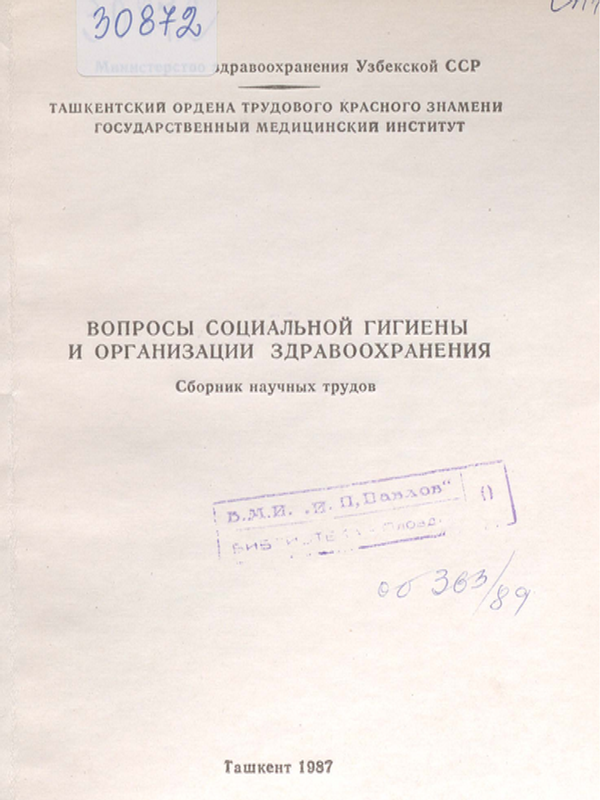 30872
Министерство здравоохранения Узбекской ССР
ТАШКЕНТСКИЙ ОРДЕНА ТРУДОВОГО КРАСНОГО ЗНАМЕНИ
ГОСУДАРСТВЕННЫЙ МЕДИЦИНСКИЙ ИНСТИТУТ
ВОПРОСЫ СОЦИАЛЬНОЙ ГИГИЕНЫ
И ОРГАНИЗАЦИИ ЗДРАВООХРАНЕНИЯ
Сборник научных трудов
В.М.И. „И. П. Павлов“
об 363/89
Ташкент 1987